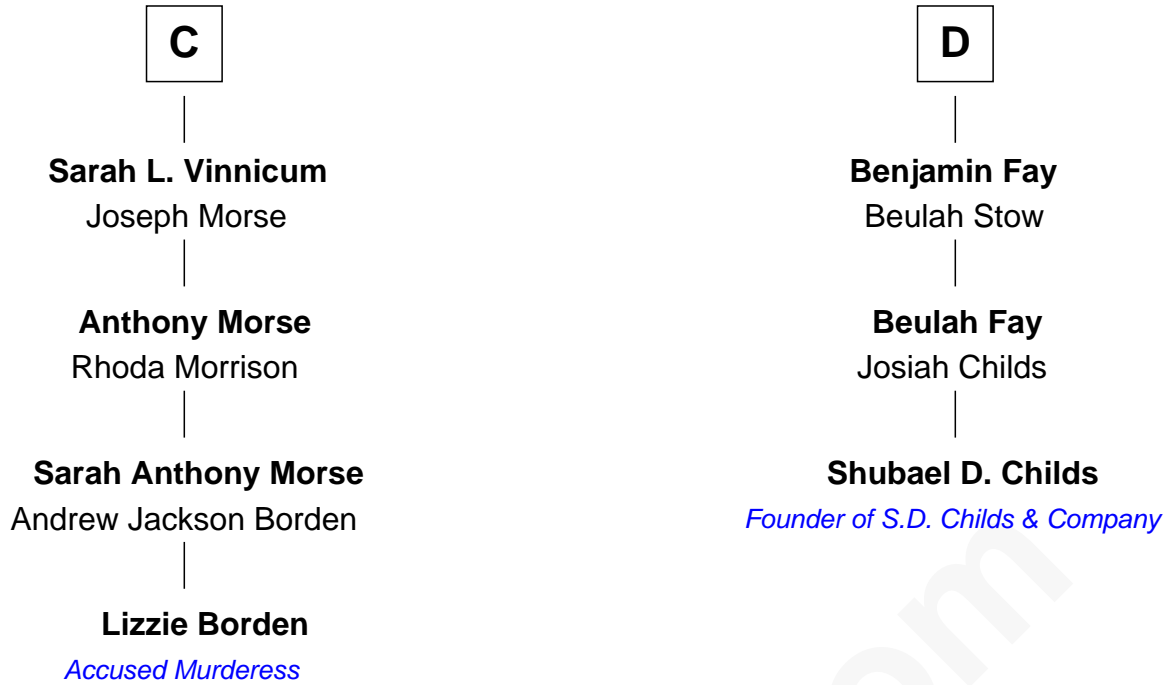 C
Sarah L. Vinnicum
Joseph Morse
Anthony Morse
Rhoda Morrison
Sarah Anthony Morse
Andrew Jackson Borden
Lizzie Borden
Accused Murderess
D
Benjamin Fay
Beulah Stow
Beulah Fay
Josiah Childs
Shubael D. Childs
Founder of S.D. Childs & Company
om